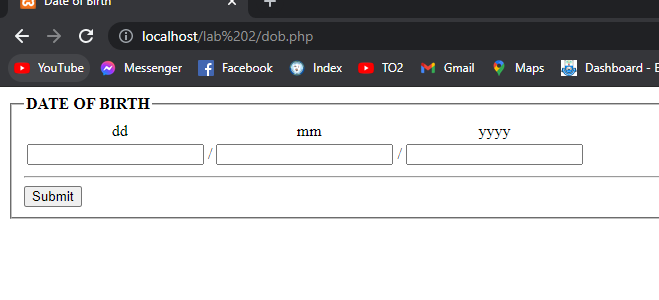 Date of Birth
localhost/lab%202/dob.php
YouTube Messenger Facebook Index TO2 Gmail Maps Dashboard -
DATE OF BIRTH
dd mm yyyy
/ /
Submit